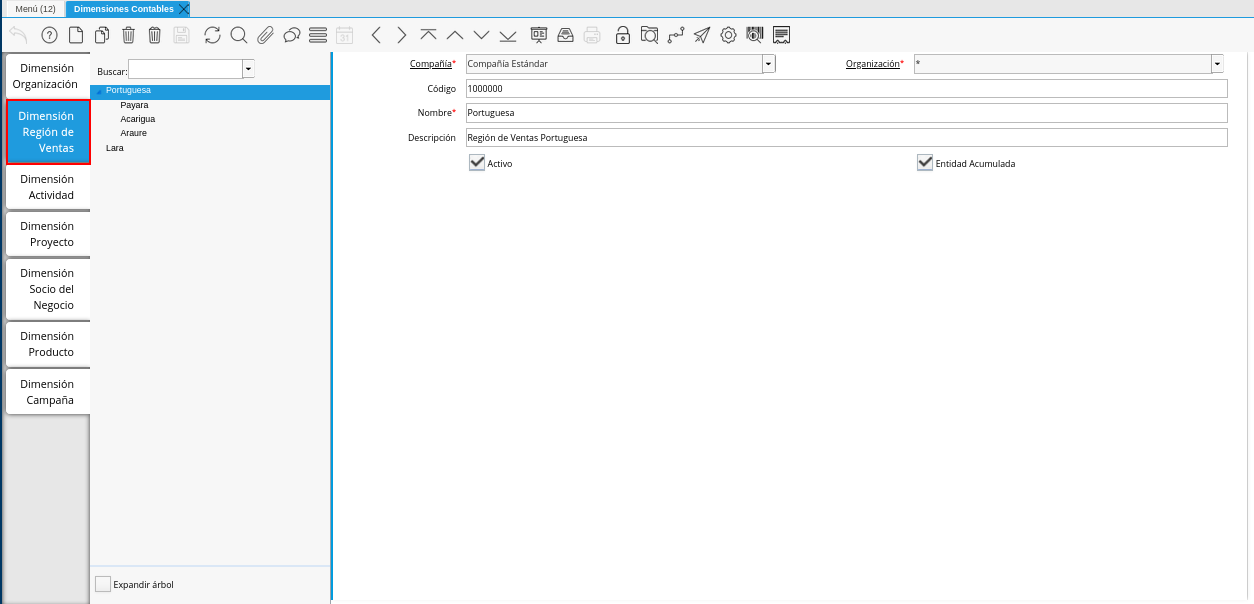 Menú (12)
Dimensiones Contables
31
Dimensión
Organización
Dimensión
Región de
Ventas
Dimensión
Actividad
Dimensión
Proyecto
Dimensión
Socio del
Negocio
Dimensión
Producto
Dimensión
Campaña
Buscar:
Portuguesa
Payara
Acarigua
Araure
Lara
Expandir árbol
Compañía* Compañía Estándar
Organización* *
Código 1000000
Nombre* Portuguesa
Descripción Región de Ventas Portuguesa
Activo
Entidad Acumulada